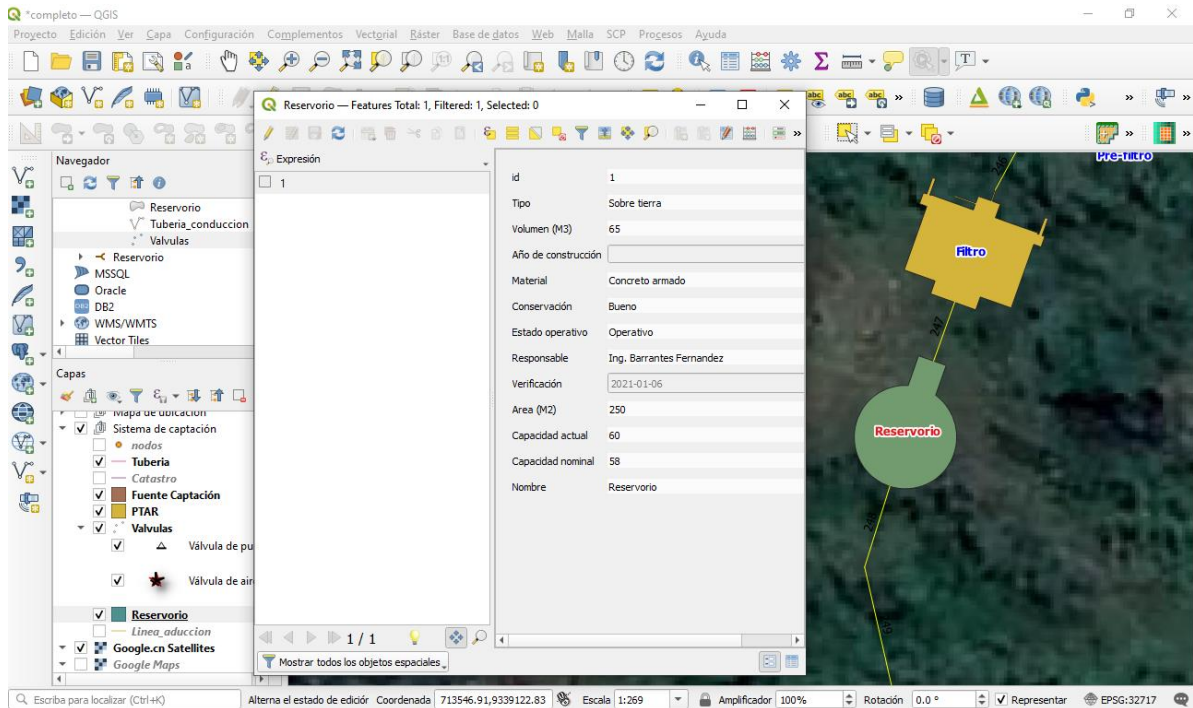 *completo — QGIS
Proyecto Edición Ver Capa Configuración Complementos Vectorial Ráster Base de datos Web Malla SCP Procesos Ayuda
Reservorio — Features Total: 1, Filtered: 1, Selected: 0
Navegador
Reservorio
Tuberia_conduccion
Valvulas
Reservorio
MSSQL
Oracle
DB2
WMS/WMTS
Vector Tiles
Capas
Mapa de ubicacion
Sistema de captación
nodos
Tuberia
Catastro
Fuente Captación
PTAR
Valvulas
Válvula de pu
Válvula de air
Reservorio
Linea_aduccion
Google.cn Satellites
Google Maps
Expresión
1
id 1
Tipo Sobre tierra
Volumen (M3) 65
Año de construcción
Material Concreto armado
Conservación Bueno
Estado operativo Operativo
Responsable Ing. Barrantes Fernandez
Verificación 2021-01-06
Area (M2) 250
Capacidad actual 60
Capacidad nominal 58
Nombre Reservorio
1 / 1
Mostrar todos los objetos espaciales
Pre-filtro
246
Filtro
247
Reservorio
249
Escriba para localizar (Ctrl+K) Alterna el estado de edición Coordenada 713546.91,9339122.83 Escala 1:269 Amplificador 100% Rotación 0.0 ° Representar EPSG:32717